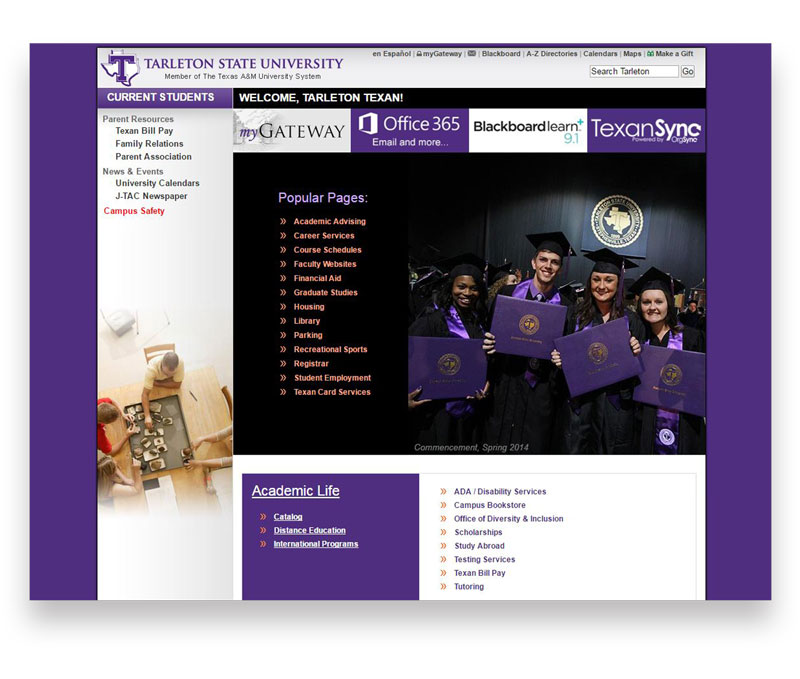 en Español | myGateway | | Blackboard | A-Z Directories | Calendars | Maps | Make a Gift
TARLETON STATE UNIVERSITY
Member of The Texas A&M University System
Search Tarleton Go
CURRENT STUDENTS
WELCOME, TARLETON TEXAN!
Parent Resources
Texan Bill Pay
Family Relations
Parent Association
News & Events
University Calendars
J-TAC Newspaper
Campus Safety
myGATEWAY
Office 365
Email and more...
Blackboard learn+
9.1
TexanSync
Powered by OrgSync
Popular Pages:
» Academic Advising
» Career Services
» Course Schedules
» Faculty Websites
» Financial Aid
» Graduate Studies
» Housing
» Library
» Parking
» Recreational Sports
» Registrar
» Student Employment
» Texan Card Services
Commencement, Spring 2014
Academic Life
» Catalog
» Distance Education
» International Programs
» ADA / Disability Services
» Campus Bookstore
» Office of Diversity & Inclusion
» Scholarships
» Study Abroad
» Testing Services
» Texan Bill Pay
» Tutoring